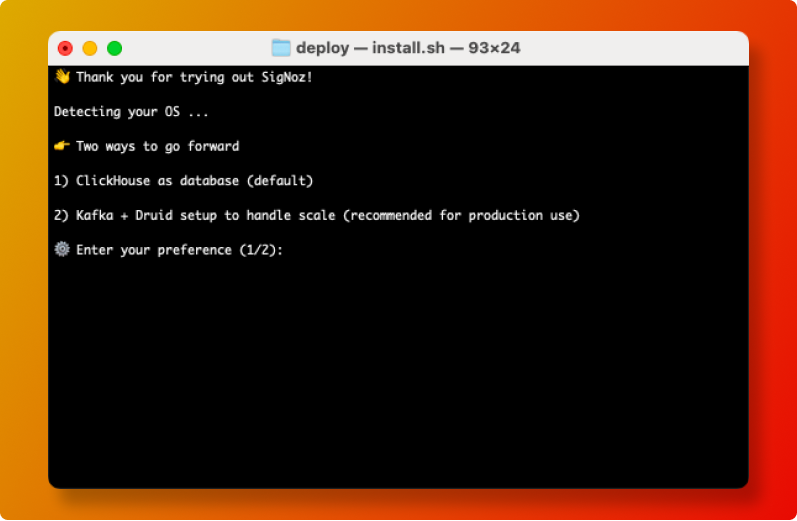 deploy — install.sh — 93×24
👋 Thank you for trying out SigNoz!
Detecting your OS ...
👉 Two ways to go forward
1) ClickHouse as database (default)
2) Kafka + Druid setup to handle scale (recommended for production use)
⚙️ Enter your preference (1/2):